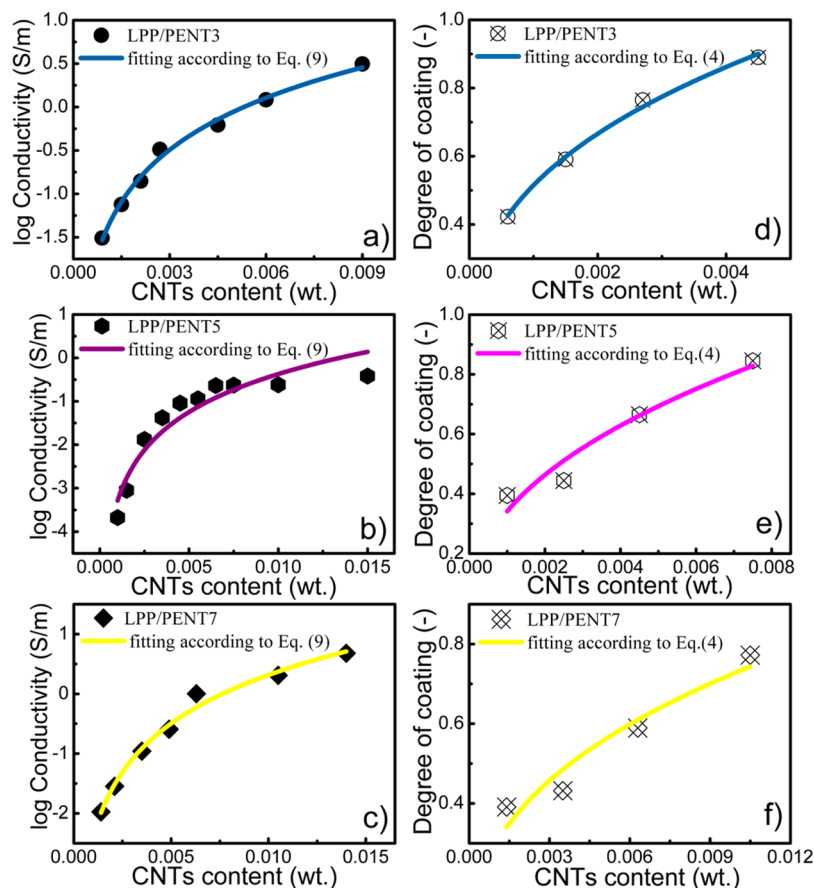 LPP/PENT3
fitting according to Eq. (9)
log Conductivity (S/m)
0.5
0.0
-0.5
-1.0
-1.5
0.000
0.003
0.006
0.009
CNTs content (wt.)
a)
LPP/PENT3
fitting according to Eq. (4)
Degree of coating (-)
1.0
0.8
0.6
0.4
0.000
0.002
0.004
CNTs content (wt.)
d)
LPP/PENT5
fitting according to Eq. (9)
log Conductivity (S/m)
1
0
-1
-2
-3
-4
0.000
0.005
0.010
0.015
CNTs content (wt.)
b)
LPP/PENT5
fitting according to Eq.(4)
Degree of coating (-)
1.0
0.8
0.6
0.4
0.2
0.000
0.002
0.004
0.006
0.008
CNTs content (wt.)
e)
LPP/PENT7
fitting according to Eq. (9)
log Conductivity (S/m)
1
0
-1
-2
0.000
0.005
0.010
0.015
CNTs content (wt.)
c)
LPP/PENT7
fitting according to Eq.(4)
Degree of coating (-)
0.8
0.6
0.4
0.000
0.003
0.006
0.009
0.012
CNTs content (wt.)
f)